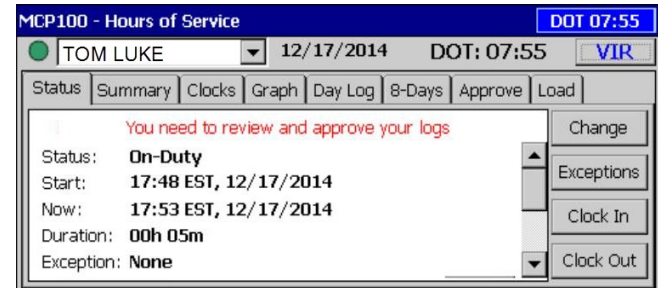 MCP100 - Hours of Service DOT 07:55
TOM LUKE 12/17/2014 DOT: 07:55 VIR
Status Summary Clocks Graph Day Log 8-Days Approve Load
You need to review and approve your logs Change
Status: On-Duty
Start: 17:48 EST, 12/17/2014 Exceptions
Now: 17:53 EST, 12/17/2014 Clock In
Duration: 00h 05m
Exception: None Clock Out